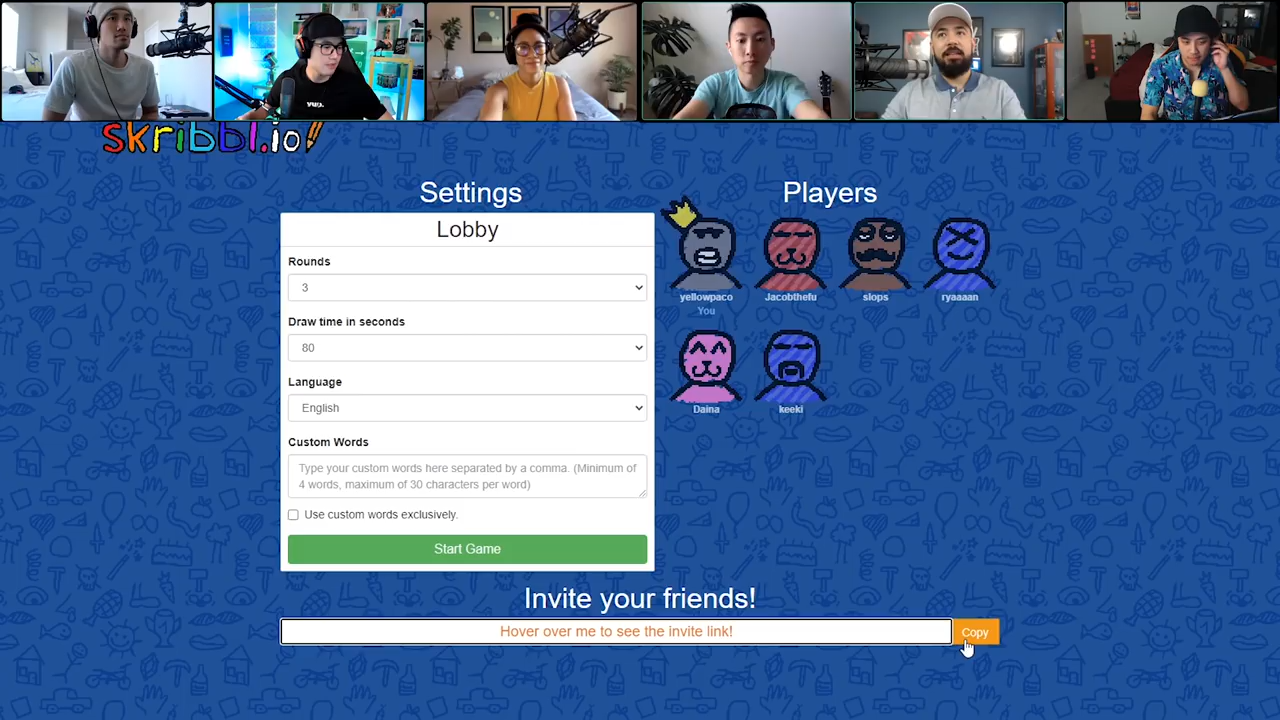 YUP.
skribbl.io
Settings
Players
Lobby
Rounds
3
Draw time in seconds
80
Language
English
Custom Words
Type your custom words here separated by a comma. (Minimum of
4 words, maximum of 30 characters per word)
Use custom words exclusively.
Start Game
yellowpaco
Jacobthefu
slops
ryaaaan
You
Daina
keeki
Invite your friends!
Hover over me to see the invite link!
Copy